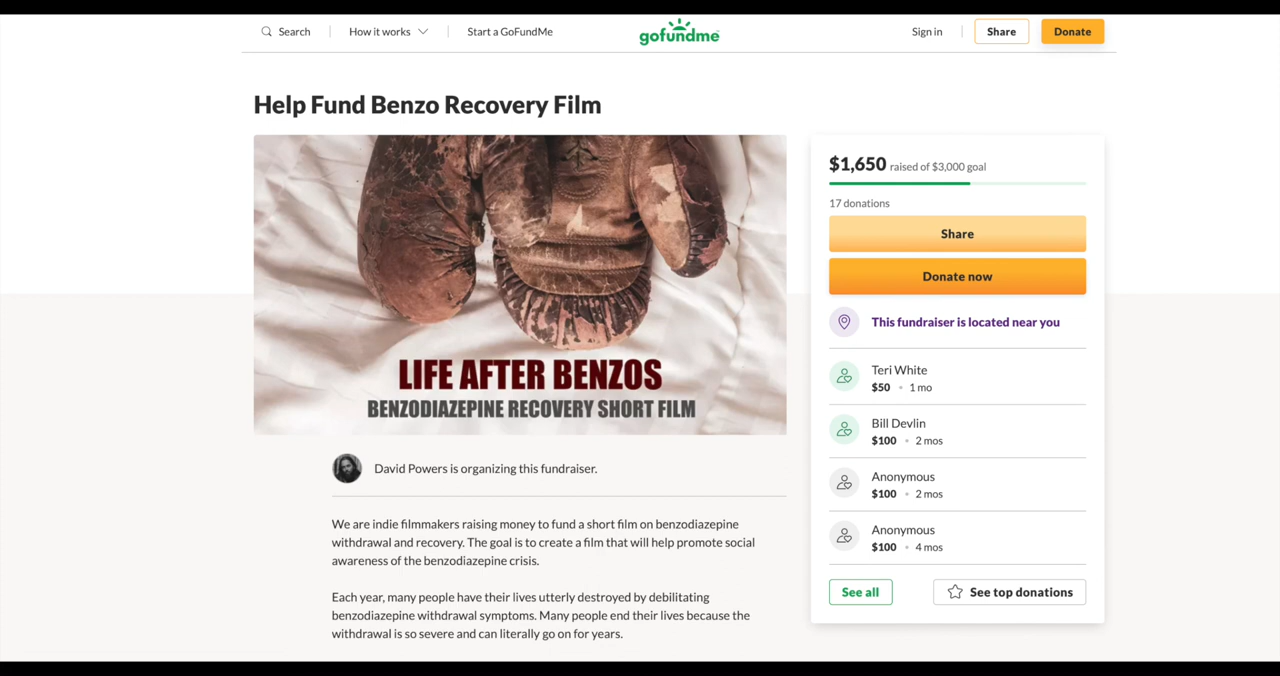 Search
How it works
Start a GoFundMe
gofundme
Sign in
Share
Donate
Help Fund Benzo Recovery Film
LIFE AFTER BENZOS
BENZODIAZEPINE RECOVERY SHORT FILM
David Powers is organizing this fundraiser.
We are indie filmmakers raising money to fund a short film on benzodiazepine
withdrawal and recovery. The goal is to create a film that will help promote social
awareness of the benzodiazepine crisis.
Each year, many people have their lives utterly destroyed by debilitating
benzodiazepine withdrawal symptoms. Many people end their lives because the
withdrawal is so severe and can literally go on for years.
$1,650 raised of $3,000 goal
17 donations
Share
Donate now
This fundraiser is located near you
Teri White
$50 • 1 mo
Bill Devlin
$100 • 2 mos
Anonymous
$100 • 2 mos
Anonymous
$100 • 4 mos
See all
See top donations